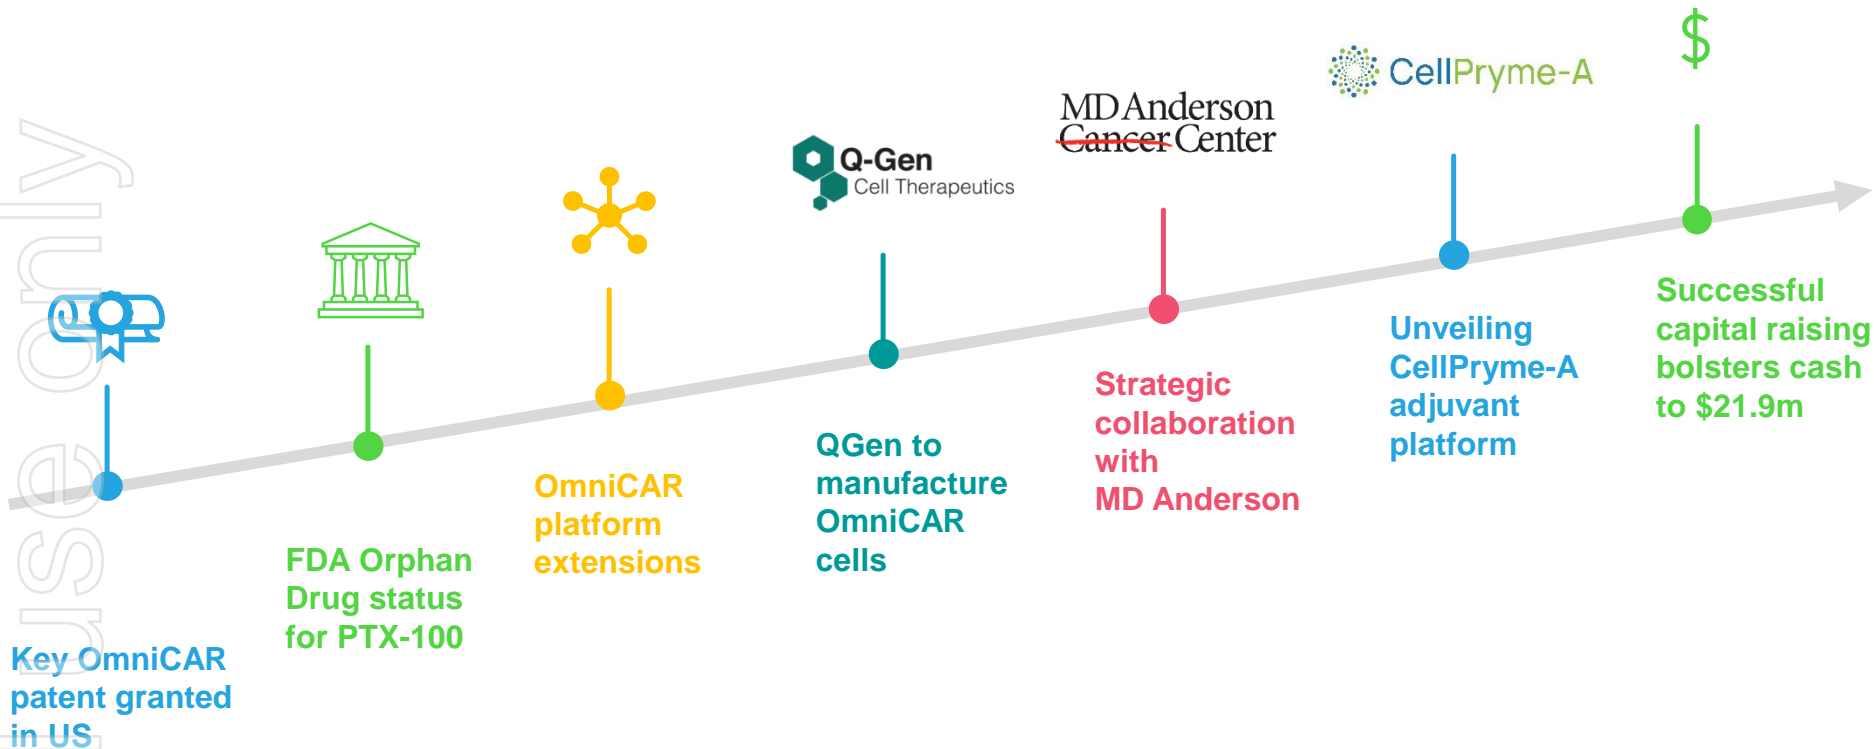 use only
Key OmniCAR
patent granted
in US
FDA Orphan
Drug status
for PTX-100
OmniCAR
platform
extensions
Q-Gen
Cell Therapeutics
QGen to
manufacture
OmniCAR
cells
MD Anderson
Cancer Center
Strategic
collaboration
with
MD Anderson
CellPryme-A
Unveiling
CellPryme-A
adjuvant
platform
$
Successful
capital raising
bolsters cash
to $21.9m